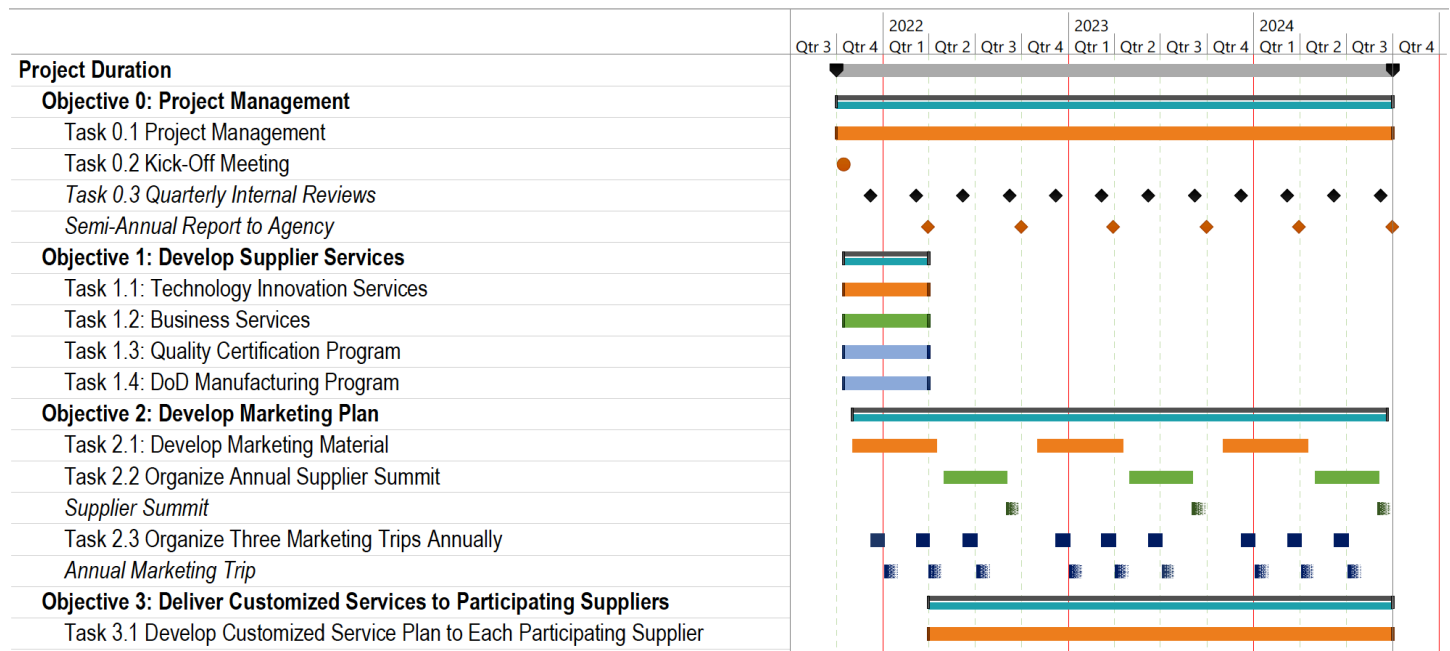 2022 2023 2024
Qtr 3 Qtr 4 Qtr 1 Qtr 2 Qtr 3 Qtr 4 Qtr 1 Qtr 2 Qtr 3 Qtr 4 Qtr 1 Qtr 2 Qtr 3 Qtr 4
Project Duration
Objective 0: Project Management
Task 0.1 Project Management
Task 0.2 Kick-Off Meeting
Task 0.3 Quarterly Internal Reviews
Semi-Annual Report to Agency
Objective 1: Develop Supplier Services
Task 1.1: Technology Innovation Services
Task 1.2: Business Services
Task 1.3: Quality Certification Program
Task 1.4: DoD Manufacturing Program
Objective 2: Develop Marketing Plan
Task 2.1: Develop Marketing Material
Task 2.2 Organize Annual Supplier Summit
Supplier Summit
Task 2.3 Organize Three Marketing Trips Annually
Annual Marketing Trip
Objective 3: Deliver Customized Services to Participating Suppliers
Task 3.1 Develop Customized Service Plan to Each Participating Supplier